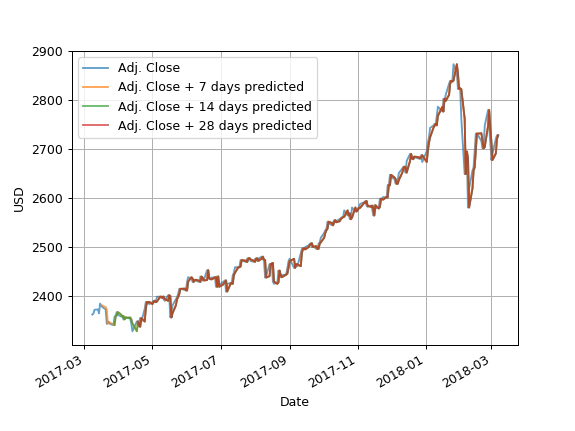 2900
2800
2700
2600
2500
2400
USD
Adj. Close
Adj. Close + 7 days predicted
Adj. Close + 14 days predicted
Adj. Close + 28 days predicted
2017-03
2017-05
2017-07
2017-09
2017-11
2018-01
2018-03
Date